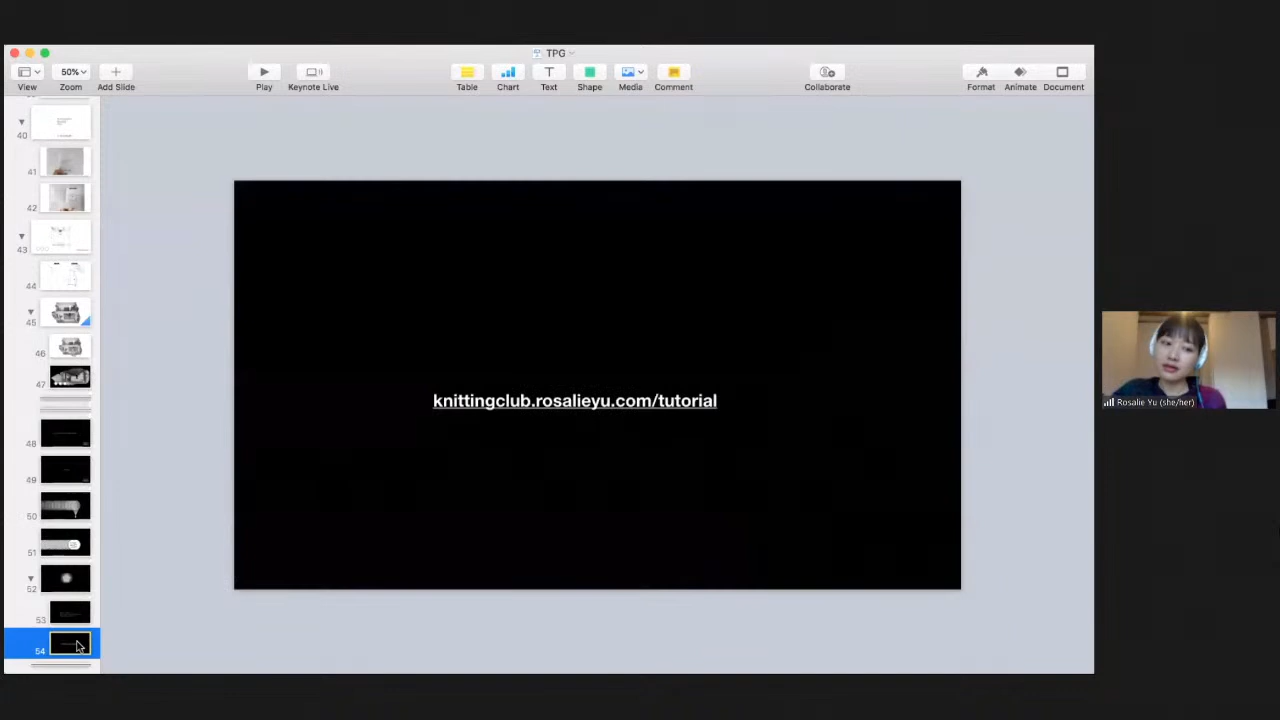 TPG
50%
View
Zoom
Add Slide
Play
Keynote Live
Table
Chart
Text
Shape
Media
Comment
Collaborate
Format
Animate
Document
40
41
42
43
44
45
46
47
48
49
50
51
52
53
54
knittingclub.rosalieyu.com/tutorial
Rosalie Yu (she/her)